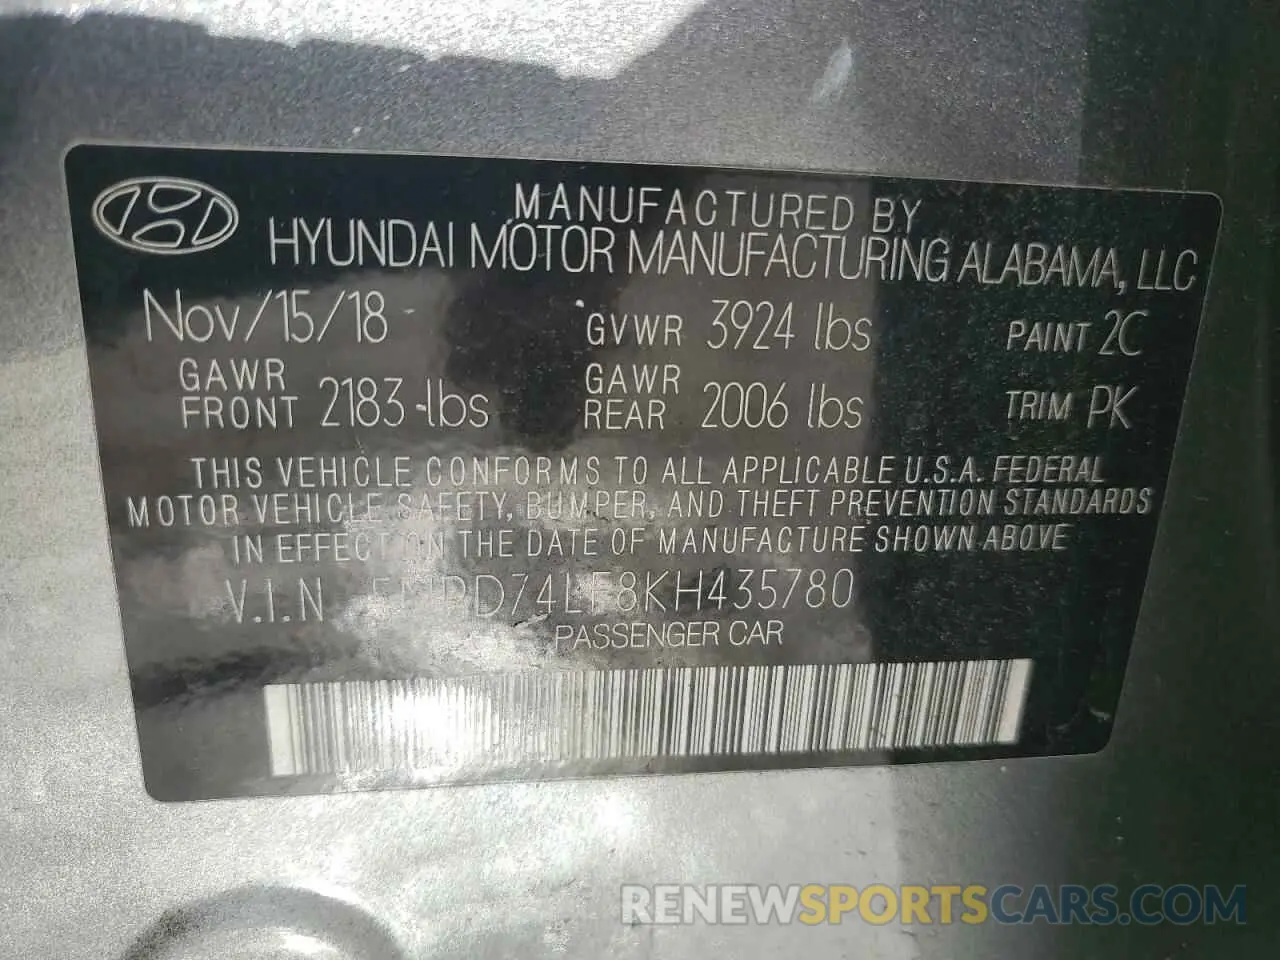 MANUFACTURED BY
HYUNDAI MOTOR MANUFACTURING ALABAMA, LLC
Nov/15/18 GVWR 3924 lbs PAINT 2C
GAWR FRONT 2183-lbs GAWR REAR 2006 lbs TRIM PK
THIS VEHICLE CONFORMS TO ALL APPLICABLE U.S.A. FEDERAL
MOTOR VEHICLE SAFETY, BUMPER, AND THEFT PREVENTION STANDARDS
IN EFFECT ON THE DATE OF MANUFACTURE SHOWN ABOVE
V.I.N 5NPD74LF8KH435780
PASSENGER CAR
RENEWSPORTSCARS.COM